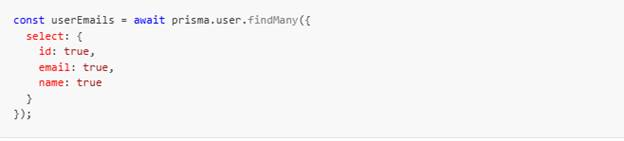 const userEmails = await prisma.user.findMany({
  select: {
    id: true,
    email: true,
    name: true
  }
});